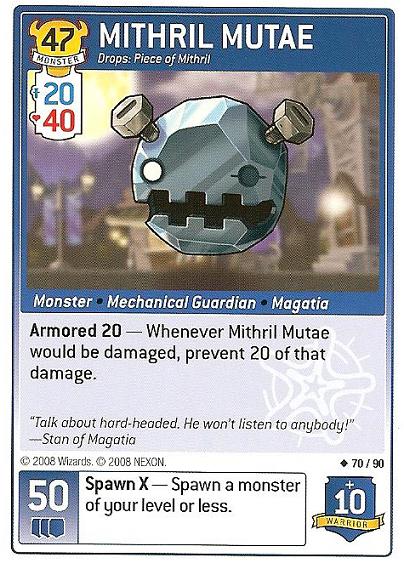 47 MITHRIL MUTAE
MONSTER Drops: Piece of Mithril
20
40
Monster • Mechanical Guardian • Magatia
Armored 20 — Whenever Mithril Mutae
would be damaged, prevent 20 of that
damage.
"Talk about hard-headed. He won't listen to anybody!"
—Stan of Magatia
© 2008 Wizards. © 2008 NEXON. ◆ 70 / 90
50 Spawn X — Spawn a monster
of your level or less.
10
WARRIOR